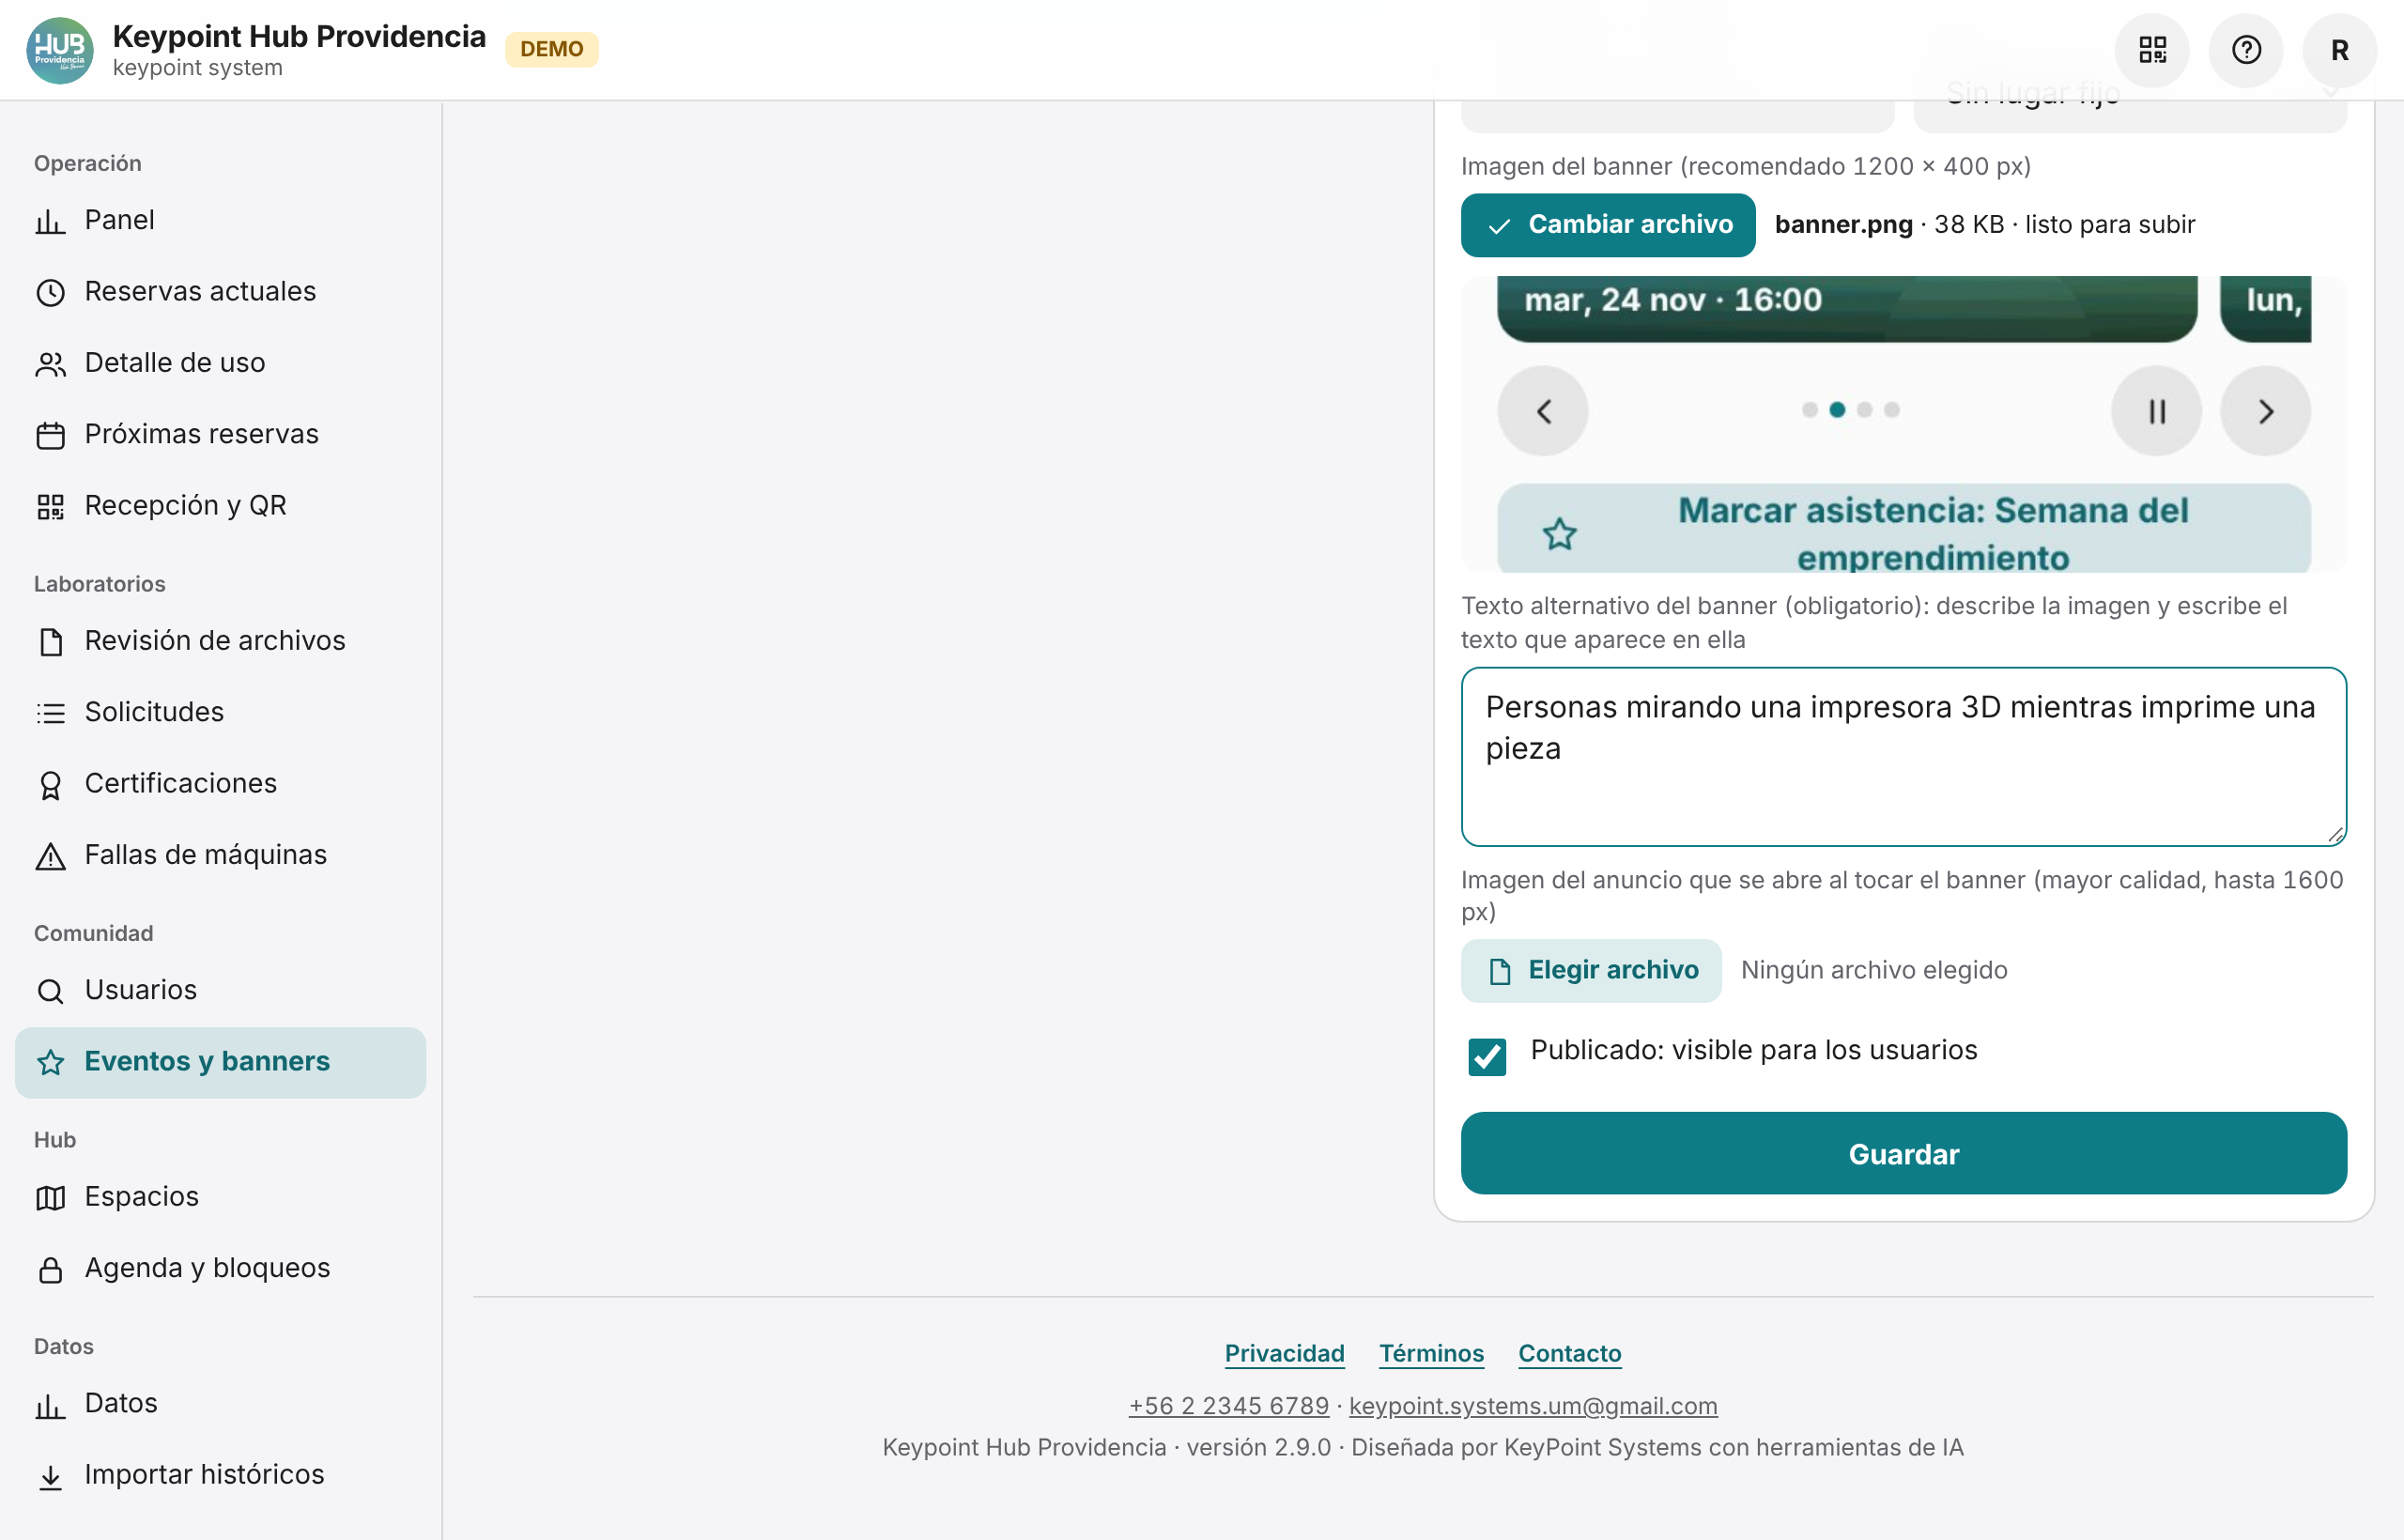 HUB
Providencia
Keypoint Hub Providencia
keypoint system
DEMO
R
Operación
Panel
Reservas actuales
Detalle de uso
Próximas reservas
Recepción y QR
Laboratorios
Revisión de archivos
Solicitudes
Certificaciones
Fallas de máquinas
Comunidad
Usuarios
Eventos y banners
Hub
Espacios
Agenda y bloqueos
Datos
Datos
Importar históricos
Sin lugar fijo
Imagen del banner (recomendado 1200 × 400 px)
Cambiar archivo
banner.png · 38 KB · listo para subir
mar, 24 nov · 16:00
lun,
Marcar asistencia: Semana del
emprendimiento
Texto alternativo del banner (obligatorio): describe la imagen y escribe el
texto que aparece en ella
Personas mirando una impresora 3D mientras imprime una
pieza
Imagen del anuncio que se abre al tocar el banner (mayor calidad, hasta 1600
px)
Elegir archivo
Ningún archivo elegido
Publicado: visible para los usuarios
Guardar
Privacidad
Términos
Contacto
+56 2 2345 6789 · keypoint.systems.um@gmail.com
Keypoint Hub Providencia · versión 2.9.0 · Diseñada por KeyPoint Systems con herramientas de IA